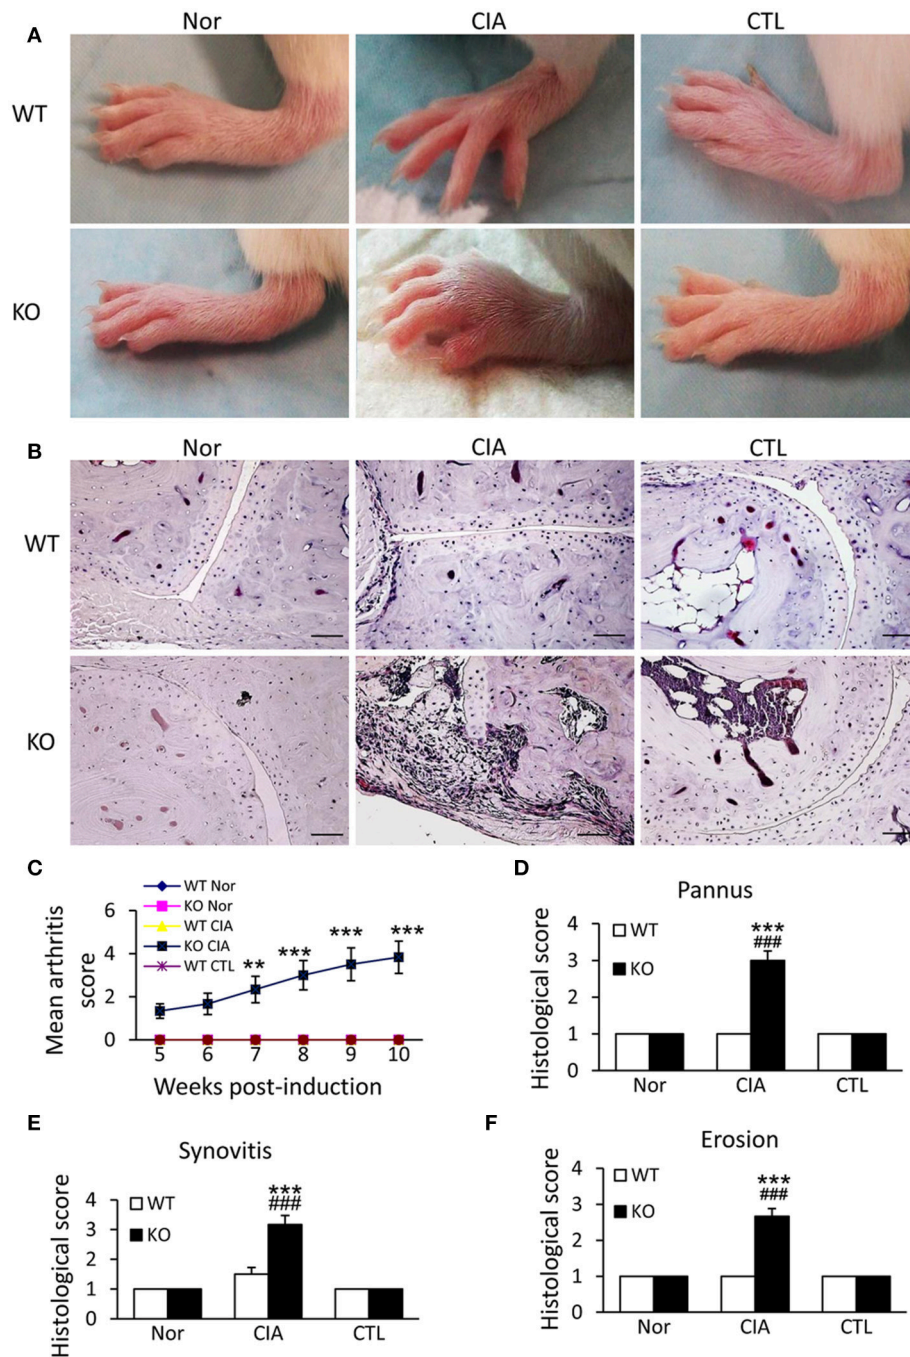 A
Nor CIA CTL
WT
KO
B
Nor CIA CTL
WT
KO
C
WT Nor
KO Nor
WT CIA
KO CIA
WT CTL
Mean arthritis
score
6
4
2
0
** *** *** ***
5 6 7 8 9 10
Weeks post-induction
D
Pannus
Histological score
WT
KO
4
3
2
1
0
***
###
Nor CIA CTL
E
Synovitis
Histological score
WT
KO
4
3
2
1
0
***
###
Nor CIA CTL
F
Erosion
Histological score
WT
KO
4
3
2
1
0
***
###
Nor CIA CTL